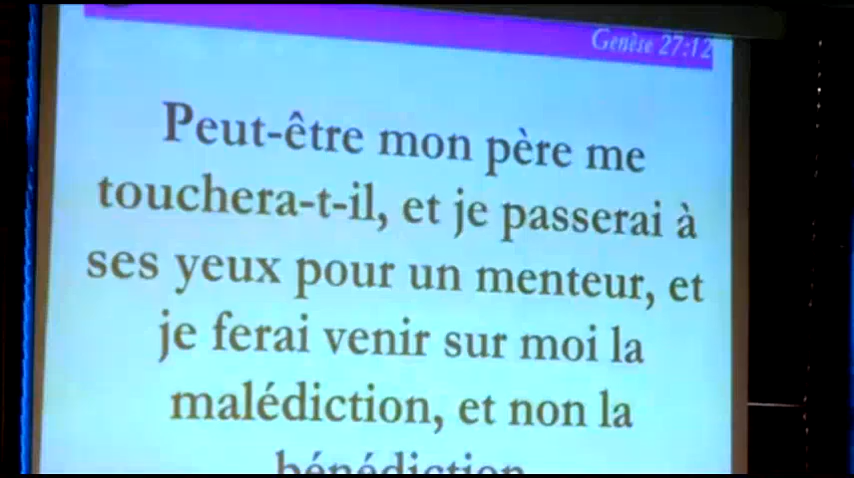 Genèse 27:12
Peut-être mon père me
touchera-t-il, et je passerai à
ses yeux pour un menteur, et
je ferai venir sur moi la
malédiction, et non la
bénédiction